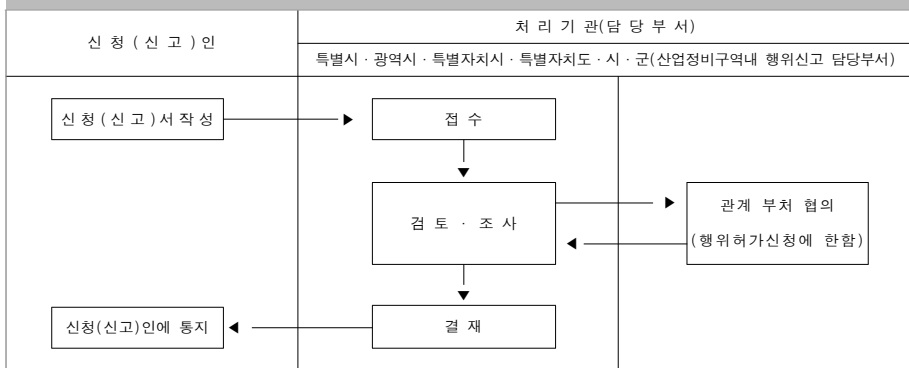 신 청 ( 신 고 ) 인
처 리 기 관(담 당 부 서)
특별시 · 광역시 · 특별자치시 · 특별자치도 · 시 · 군(산업정비구역내 행위신고 담당부서)
신 청 ( 신 고 ) 서 작 성
접 수
검 토 · 조 사
관계 부처 협의
(행위허가신청에 한함)
신청(신고)인에 통지
결 재